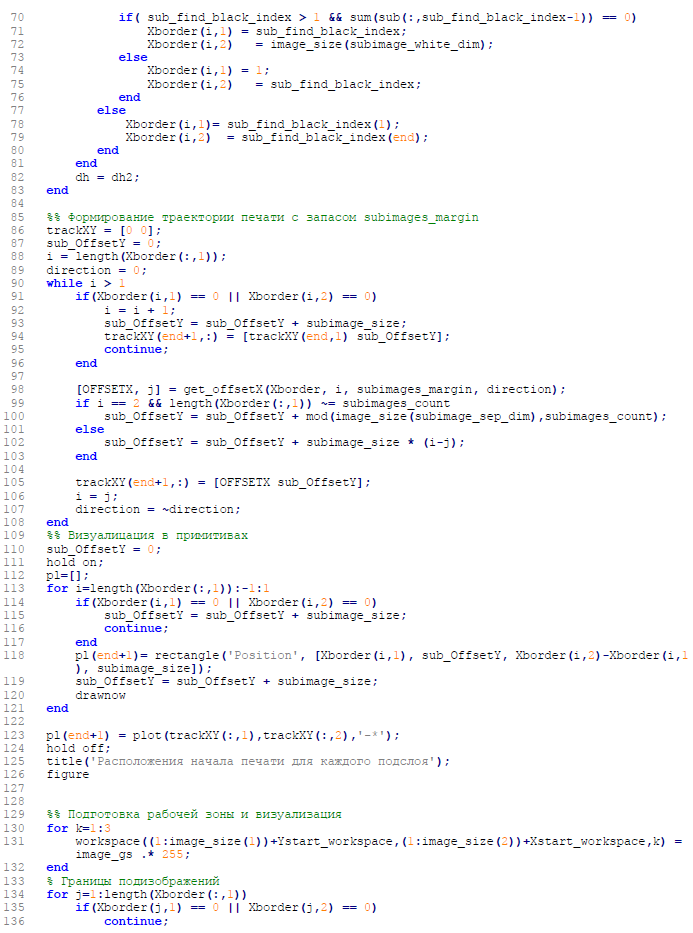 70 if( sub_find_black_index > 1 && sum(sub(:,sub_find_black_index-1)) == 0)
71 Xborder(i,1) = sub_find_black_index;
72 Xborder(i,2) = image_size(subimage_white_dim);
73 else
74 Xborder(i,1) = 1;
75 Xborder(i,2) = sub_find_black_index;
76 end
77 else
78 Xborder(i,1)= sub_find_black_index(1);
79 Xborder(i,2) = sub_find_black_index(end);
80 end
81 end
82 dh = dh2;
83 end
84
85 %% Формирование траектории печати с запасом subimages_margin
86 trackXY = [0 0];
87 sub_OffsetY = 0;
88 i = length(Xborder(:,1));
89 direction = 0;
90 while i > 1
91 if(Xborder(i,1) == 0 || Xborder(i,2) == 0)
92 i = i + 1;
93 sub_OffsetY = sub_OffsetY + subimage_size;
94 trackXY(end+1,:) = [trackXY(end,1) sub_OffsetY];
95 continue;
96 end
97
98 [OFFSETX, j] = get_offsetX(Xborder, i, subimages_margin, direction);
99 if i == 2 && length(Xborder(:,1)) ~= subimages_count
100 sub_OffsetY = sub_OffsetY + mod(image_size(subimage_sep_dim),subimages_count);
101 else
102 sub_OffsetY = sub_OffsetY + subimage_size * (i-j);
103 end
104
105 trackXY(end+1,:) = [OFFSETX sub_OffsetY];
106 i = j;
107 direction = ~direction;
108 end
109 %% Визуалицация в примитивах
110 sub_OffsetY = 0;
111 hold on;
112 pl=[];
113 for i=length(Xborder(:,1)):-1:1
114 if(Xborder(i,1) == 0 || Xborder(i,2) == 0)
115 sub_OffsetY = sub_OffsetY + subimage_size;
116 continue;
117 end
118 pl(end+1)= rectangle('Position', [Xborder(i,1), sub_OffsetY, Xborder(i,2)-Xborder(i,1
), subimage_size]);
119 sub_OffsetY = sub_OffsetY + subimage_size;
120 drawnow
121 end
122
123 pl(end+1) = plot(trackXY(:,1),trackXY(:,2),'-*');
124 hold off;
125 title('Расположения начала печати для каждого подслоя');
126 figure
127
128
129 %% Подготовка рабочей зоны и визуализация
130 for k=1:3
131 workspace((1:image_size(1))+Ystart_workspace,(1:image_size(2))+Xstart_workspace,k) =
image_gs .* 255;
132 end
133 % Границы подизображений
134 for j=1:length(Xborder(:,1))
135 if(Xborder(j,1) == 0 || Xborder(j,2) == 0)
136 continue;